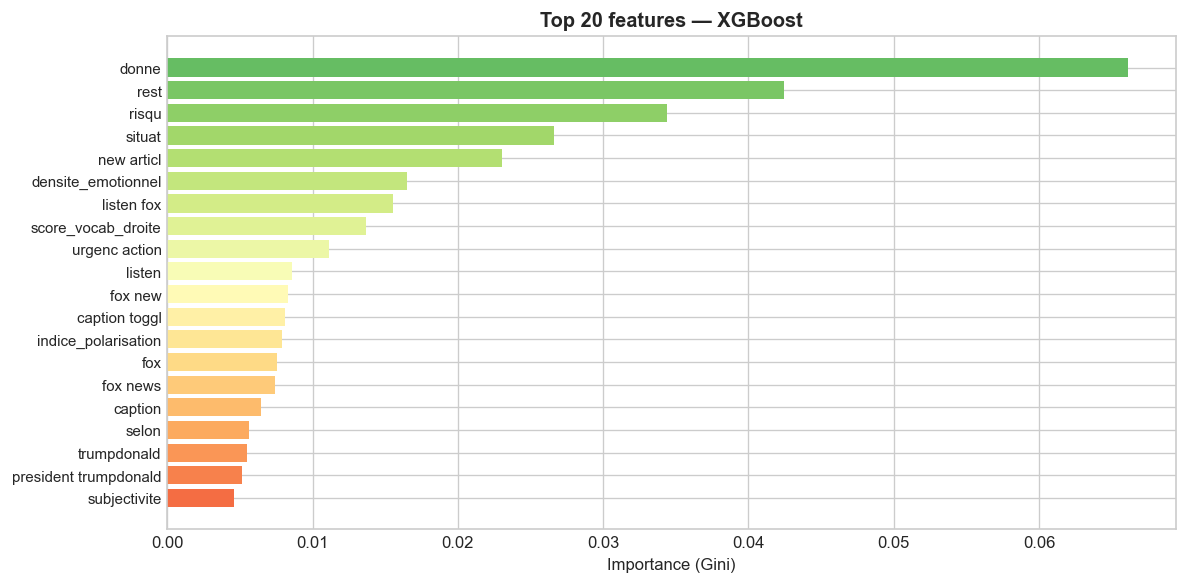 Top 20 features — XGBoost
donne
rest
risqu
situat
new articl
densite_emotionnel
listen fox
score_vocab_droite
urgenc action
listen
fox new
caption toggl
indice_polarisation
fox
fox news
caption
selon
trumpdonald
president trumpdonald
subjectivite
0.00 0.01 0.02 0.03 0.04 0.05 0.06
Importance (Gini)